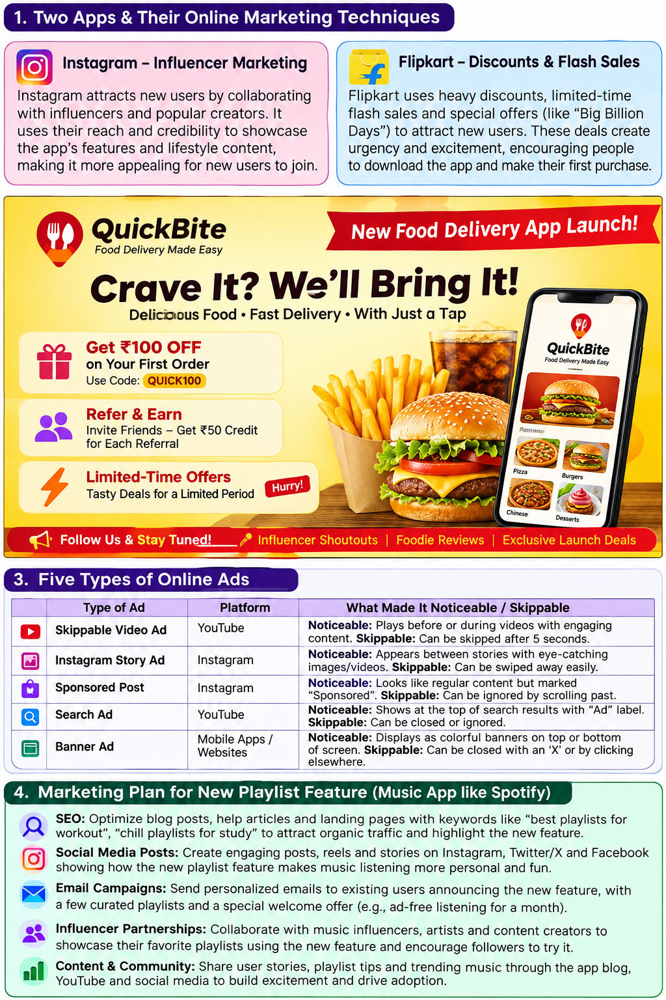 1. Two Apps & Their Online Marketing Techniques
Instagram – Influencer Marketing
Instagram attracts new users by collaborating
with influencers and popular creators. It
uses their reach and credibility to showcase
the app's features and lifestyle content,
making it more appealing for new users to join.
Flipkart – Discounts & Flash Sales
Flipkart uses heavy discounts, limited-time
flash sales and special offers (like “Big Billion
Days”) to attract new users. These deals create
urgency and excitement, encouraging people
to download the app and make their first purchase.
QuickBite
Food Delivery Made Easy
New Food Delivery App Launch!
Crave It? We'll Bring It!
Food • Fast Delivery • With Just a Tap
Get ₹100 OFF
on Your First Order
Use Code: QUICK100
Refer & Earn
Invite Friends – Get ₹50 Credit
for Each Referral
Limited-Time Offers
Tasty Deals for a Limited Period
Hurry!
QuickBite
Food Delivery Made Easy
Pizza
Burgers
Chinese
Desserts
Follow Us & Stay Tuned! Influencer Shoutouts | Foodie Reviews | Exclusive Launch Deals
3. Five Types of Online Ads
Type of Ad Platform What Made It Noticeable / Skippable
Skippable Video Ad YouTube Noticeable: Plays before or during videos with engaging
content. Skippable: Can be skipped after 5 seconds.
Instagram Story Ad Instagram Noticeable: Appears between stories with eye-catching
images/videos. Skippable: Can be swiped away easily.
Sponsored Post Instagram Noticeable: Looks like regular content but marked
“Sponsored”. Skippable: Can be ignored by scrolling past.
Search Ad YouTube Noticeable: Shows at the top of search results with “Ad” label.
Skippable: Can be closed or ignored.
Banner Ad Mobile Apps / Websites Noticeable: Displays as colorful banners on top or bottom
of screen. Skippable: Can be closed with an ‘X’ or by clicking
elsewhere.
4. Marketing Plan for New Playlist Feature (Music App like Spotify)
SEO: Optimize blog posts, help articles and landing pages with keywords like “best playlists for
workout”, “chill playlists for study” to attract organic traffic and highlight the new feature.
Social Media Posts: Create engaging posts, reels and stories on Instagram, Twitter/X and Facebook
showing how the new playlist feature makes music listening more personal and fun.
Email Campaigns: Send personalized emails to existing users announcing the new feature, with
a few curated playlists and a special welcome offer (e.g., ad-free listening for a month).
Influencer Partnerships: Collaborate with music influencers, artists and content creators to
showcase their favorite playlists using the new feature and encourage followers to try it.
Content & Community: Share user stories, playlist tips and trending music through the app blog,
YouTube and social media to build excitement and drive adoption.